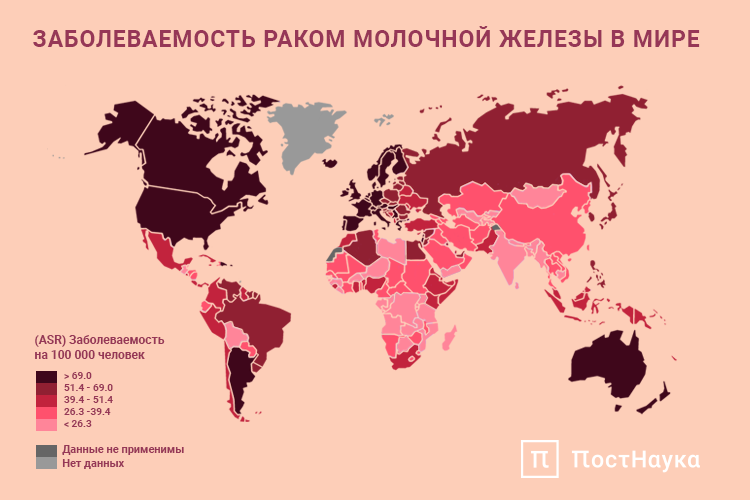 ЗАБОЛЕВАЕМОСТЬ РАКОМ МОЛОЧНОЙ ЖЕЛЕЗЫ В МИРЕ
(ASR) Заболеваемость
на 100 000 человек
> 69.0
51.4 - 69.0
39.4 - 51.4
26.3 -39.4
< 26.3
Данные не применимы
Нет данных
П ПостНаука